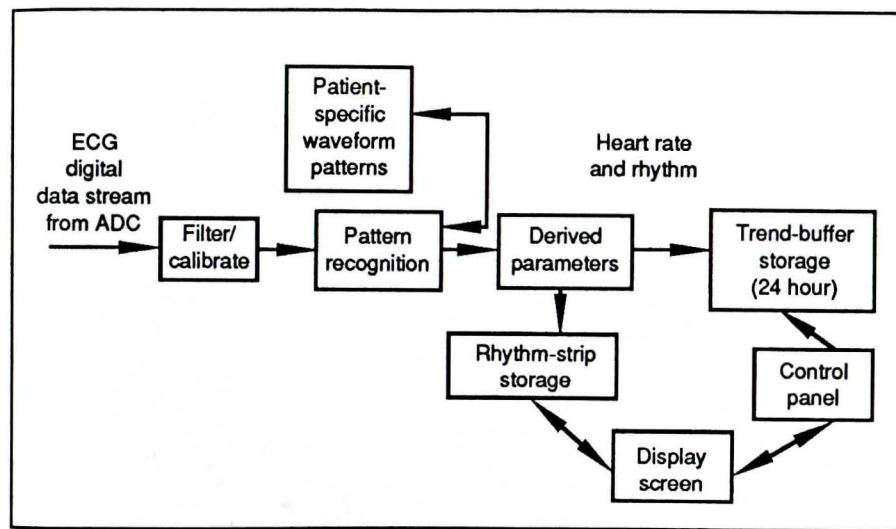 Patient-
specific
waveform
patterns
ECG
digital
data stream
from ADC
Heart rate
and rhythm
Filter/
calibrate
Pattern
recognition
Derived
parameters
Trend-buffer
storage
(24 hour)
Rhythm-strip
storage
Control
panel
Display
screen